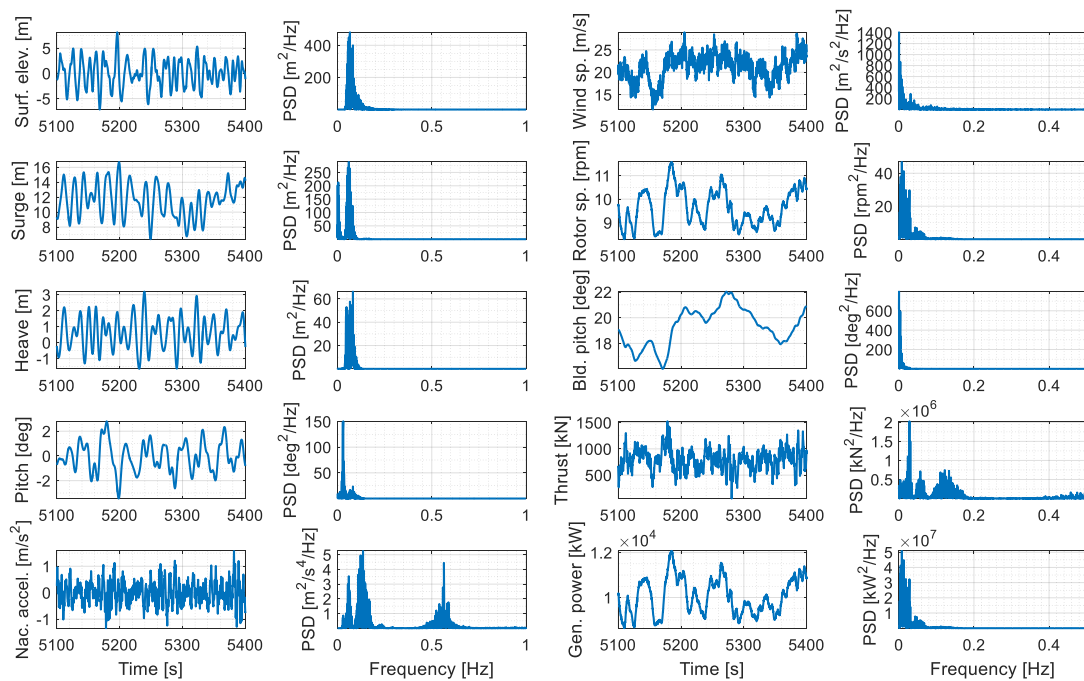 Surf. elev. [m]
5
0
-5
5100 5200 5300 5400
PSD [m²/Hz]
400
200
0 0.5 1
Wind sp. [m/s]
25
20
15
5100 5200 5300 5400
PSD [m²/s²/Hz]
1400
1200
1000
800
600
400
200
0 0.2 0.4
Surge [m]
16
14
12
10
8
5100 5200 5300 5400
PSD [m²/Hz]
250
200
150
100
50
0 0.5 1
Rotor sp. [rpm]
11
10
9
5100 5200 5300 5400
PSD [rpm²/Hz]
40
20
0 0.2 0.4
Heave [m]
3
2
1
0
-1
5100 5200 5300 5400
PSD [m²/Hz]
60
40
20
0 0.5 1
Bld. pitch [deg]
22
20
18
5100 5200 5300 5400
PSD [deg²/Hz]
600
400
200
0 0.2 0.4
Pitch [deg]
2
0
-2
5100 5200 5300 5400
PSD [deg²/Hz]
150
100
50
0 0.5 1
Thrust [kN]
1500
1000
500
5100 5200 5300 5400
PSD [kN²/Hz]
×10⁶
2
1.5
1
0.5
0 0.2 0.4
Nac. accel. [m/s²]
1
0
-1
5100 5200 5300 5400
Time [s]
PSD [m²/s⁴/Hz]
5
4
3
2
1
0 0.5 1
Frequency [Hz]
Gen. power [kW]
×10⁴
1.2
1
5100 5200 5300 5400
Time [s]
PSD [kW²/Hz]
×10⁷
5
4
3
2
1
0 0.2 0.4
Frequency [Hz]